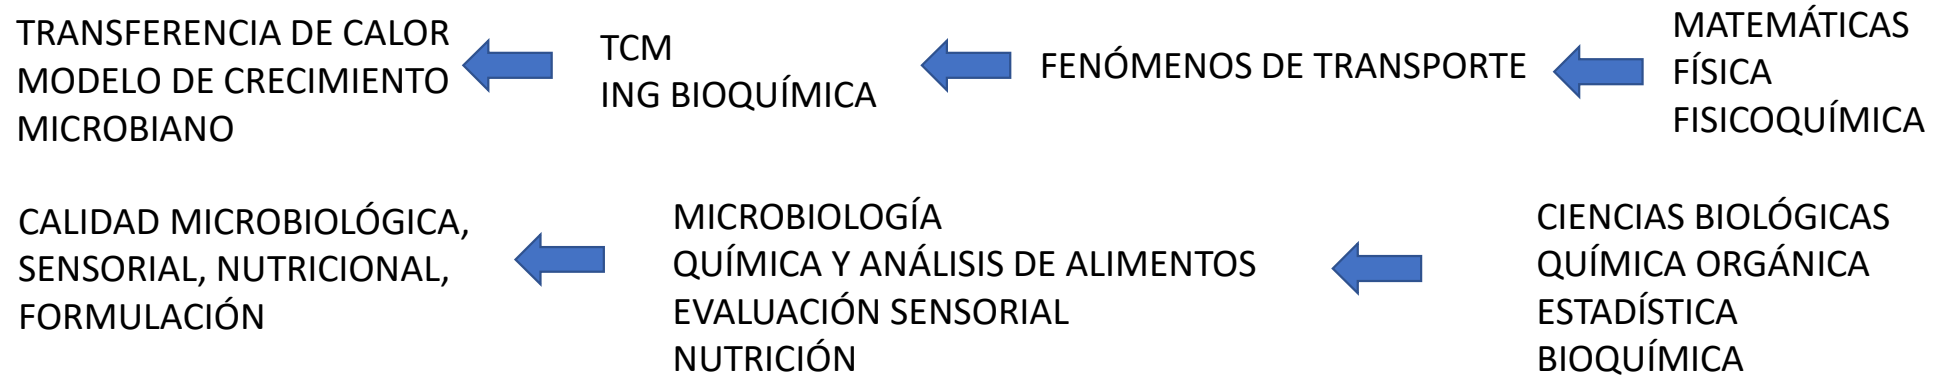 TRANSFERENCIA DE CALOR
MODELO DE CRECIMIENTO
MICROBIANO
TCM
ING BIOQUÍMICA
FENÓMENOS DE TRANSPORTE
MATEMÁTICAS
FÍSICA
FISICOQUÍMICA
CALIDAD MICROBIOLÓGICA,
SENSORIAL, NUTRICIONAL,
FORMULACIÓN
MICROBIOLOGÍA
QUÍMICA Y ANÁLISIS DE ALIMENTOS
EVALUACIÓN SENSORIAL
NUTRICIÓN
CIENCIAS BIOLÓGICAS
QUÍMICA ORGÁNICA
ESTADÍSTICA
BIOQUÍMICA